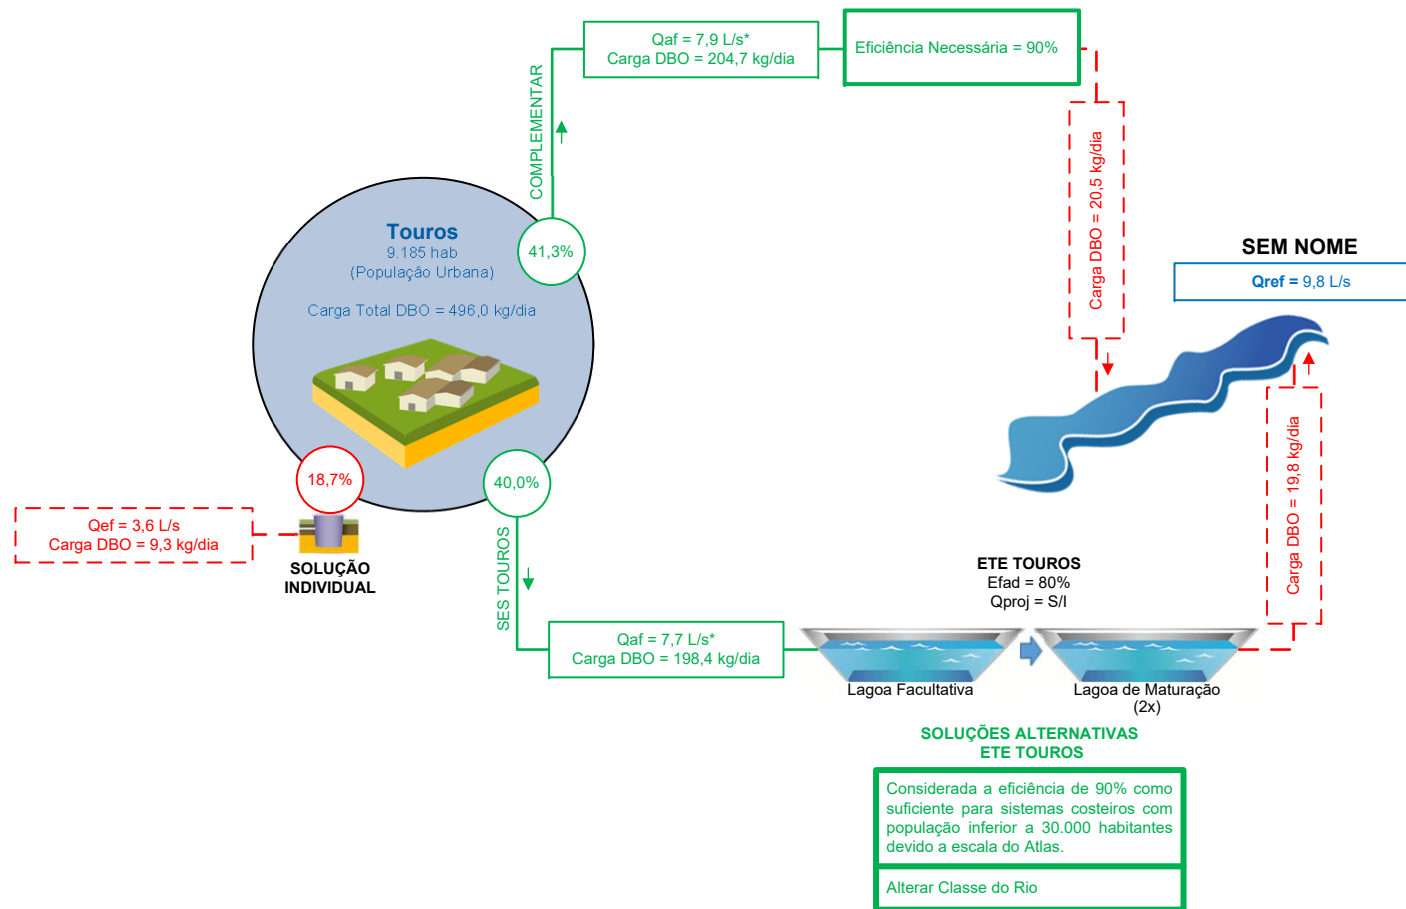 Qaf = 7,9 L/s*
Carga DBO = 204,7 kg/dia
Eficiência Necessária = 90%
COMPLEMENTAR
Carga DBO = 20,5 kg/dia
Touros
9.185 hab
(População Urbana)
Carga Total DBO = 496,0 kg/dia
41,3%
SEM NOME
Qref = 9,8 L/s
18,7%
40,0%
Qef = 3,6 L/s
Carga DBO = 9,3 kg/dia
SOLUÇÃO
INDIVIDUAL
SES TOUROS
Carga DBO = 19,8 kg/dia
ETE TOUROS
Efad = 80%
Qproj = S/I
Qaf = 7,7 L/s*
Carga DBO = 198,4 kg/dia
Lagoa Facultativa
Lagoa de Maturação
(2x)
SOLUÇÕES ALTERNATIVAS
ETE TOUROS
Considerada a eficiência de 90% como
suficiente para sistemas costeiros com
população inferior a 30.000 habitantes
devido a escala do Atlas.
Alterar Classe do Rio